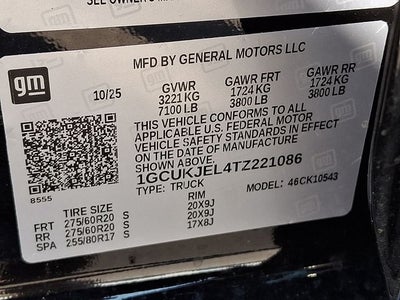 SEE OWNER'S
MFD BY GENERAL MOTORS LLC
gm
10/25 GVWR GAWR FRT GAWR RR
3221 KG 1724 KG 1724 KG
7100 LB 3800 LB 3800 LB
THIS VEHICLE CONFORMS TO ALL
APPLICABLE U.S. FEDERAL MOTOR
VEHICLE SAFETY STANDARDS IN EFFECT
ON THE DATE OF MANUFACTURE
SHOWN ABOVE.
1GCUKJEL4TZ221086
8555
TYPE: TRUCK MODEL: 46CK10543
TIRE SIZE RIM
FRT 275/60R20 S 20X9J
RR 275/60R20 S 20X9J
SPA 255/80R17 S 17X8J